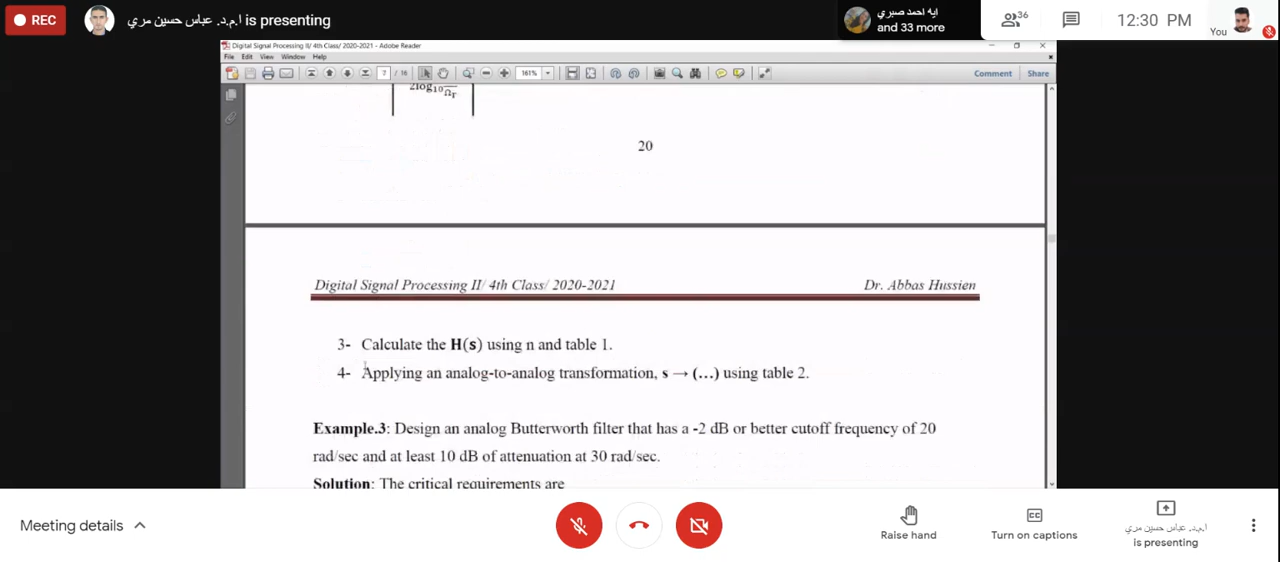 REC
ا.م.د. عباس حسين مري is presenting
ايه احمد صبري
and 33 more
36
12:30 PM
You
Digital Signal Processing II/ 4th Class/ 2020-2021 - Adobe Reader
File Edit View Window Help
7 / 16
161%
Comment Share
2log₁₀
Ωr
20
Digital Signal Processing II/ 4th Class/ 2020-2021 Dr. Abbas Hussien
3- Calculate the H(s) using n and table 1.
4- Applying an analog-to-analog transformation, s → (…) using table 2.
Example.3: Design an analog Butterworth filter that has a -2 dB or better cutoff frequency of 20
rad/sec and at least 10 dB of attenuation at 30 rad/sec.
Solution: The critical requirements are
Meeting details
Raise hand
Turn on captions
ا.م.د. عباس حسين مري
is presenting